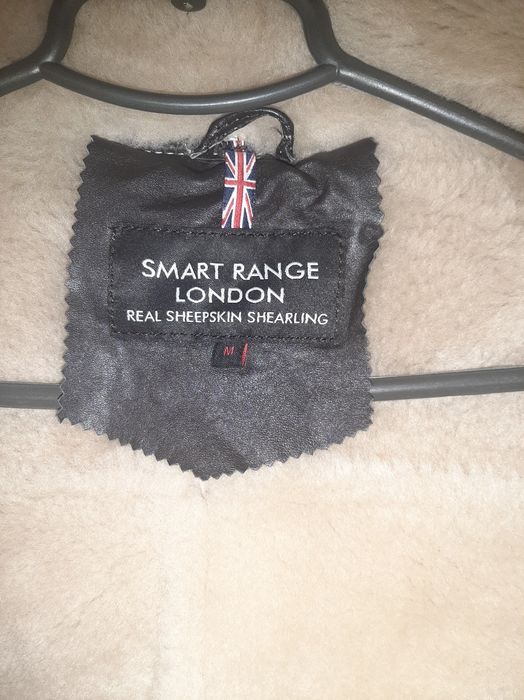 SMART RANGE
LONDON
REAL SHEEPSKIN SHEARLING
M